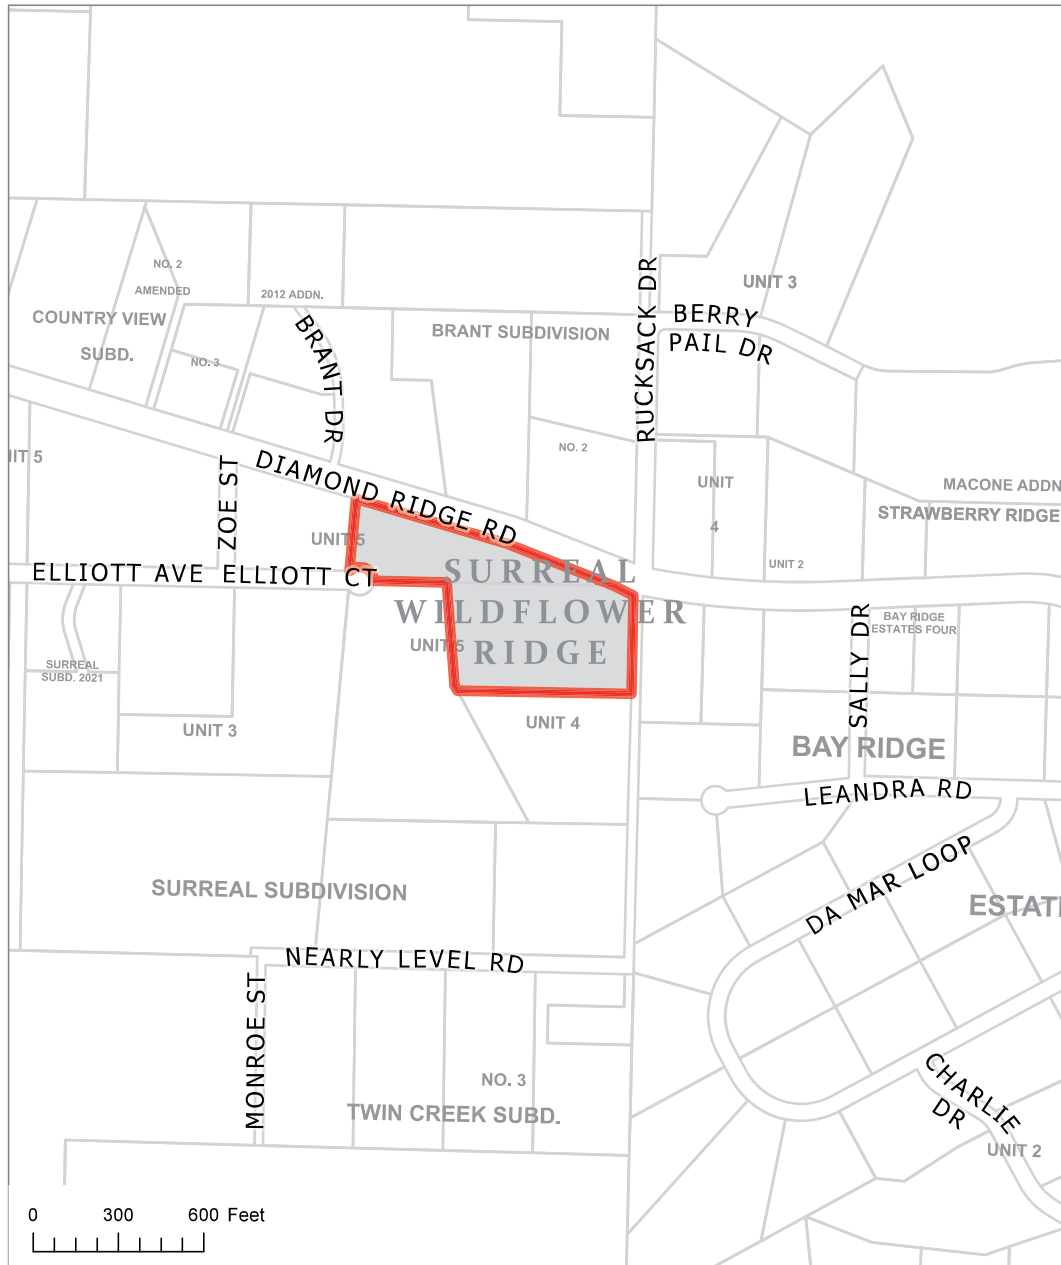 NO. 2
AMENDED
2012 ADDN.
COUNTRY VIEW
SUBD.
NO. 3
BRANT DR
BRANT SUBDIVISION
NO. 2
RUCKSACK DR
UNIT 3
BERRY
PAIL DR
UNIT
4
MACONE ADDN
STRAWBERRY RIDGE
UNIT 2
IIT 5
ZOE ST
DIAMOND RIDGE RD
UNIT 5
ELLIOTT AVE
ELLIOTT CT
SURREAL
WILDFLOWER
RIDGE
UNIT 5
UNIT 4
SURREAL
SUBD. 2021
UNIT 3
BAY RIDGE
ESTATES FOUR
SALLY DR
BAY RIDGE
LEANDRA RD
DA MAR LOOP
ESTATE
SURREAL SUBDIVISION
NEARLY LEVEL RD
MONROE ST
NO. 3
TWIN CREEK SUBD.
CHARLIE
DR
UNIT 2
0 300 600 Feet